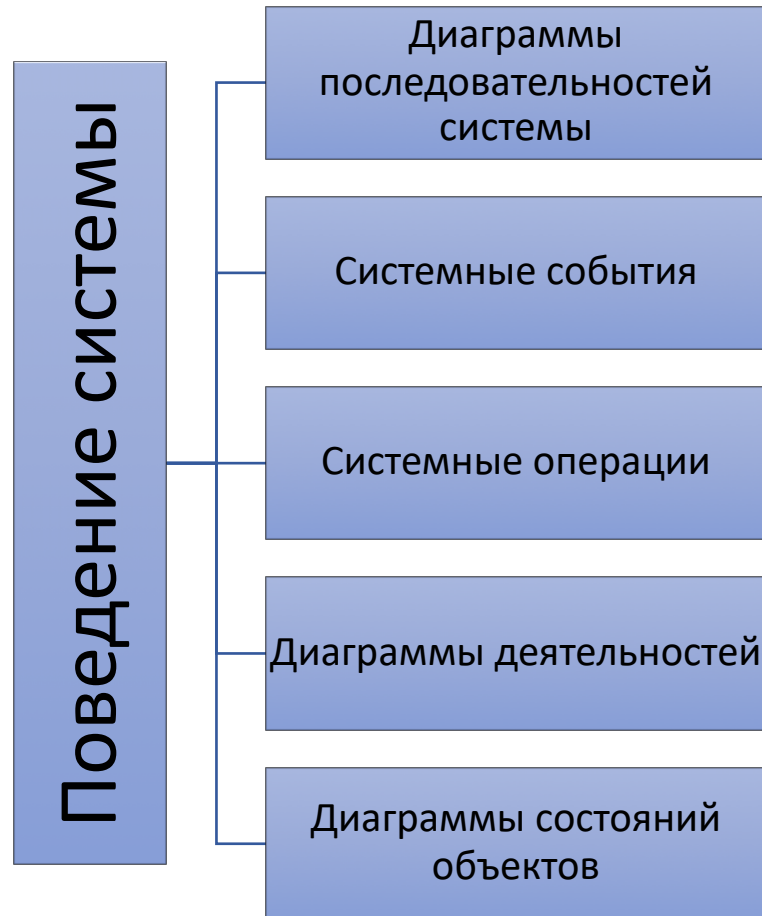 Поведение системы
Диаграммы
последовательностей
системы
Системные события
Системные операции
Диаграммы деятельностей
Диаграммы состояний
объектов